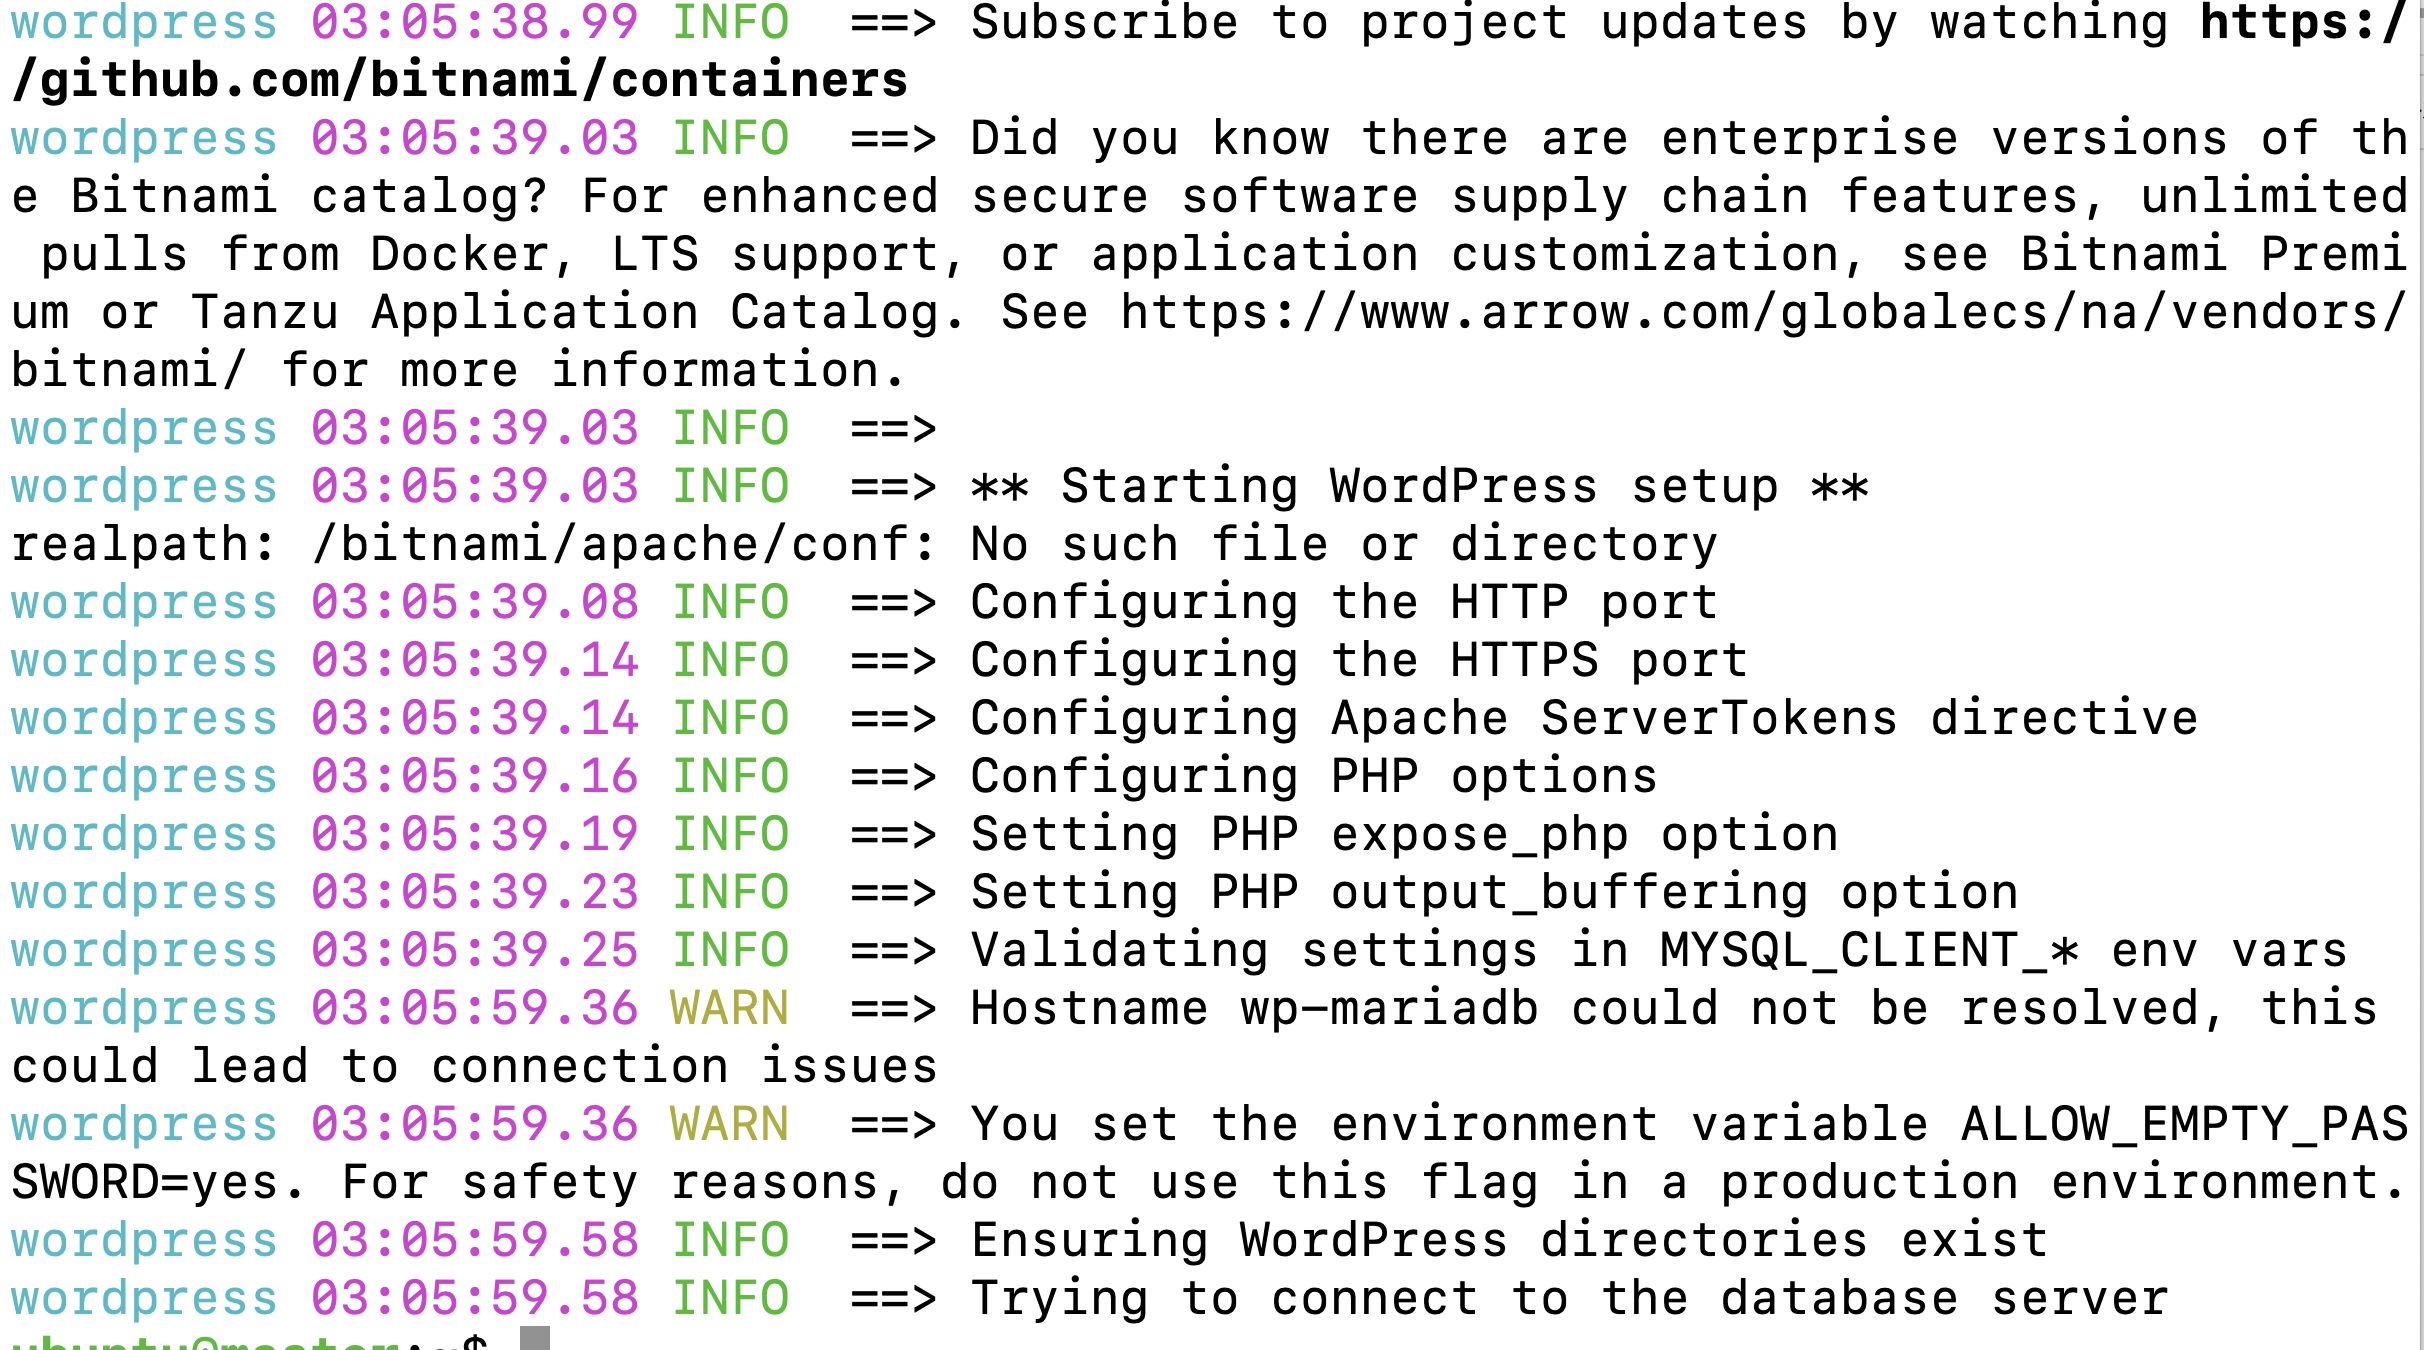 wordpress 03:05:38.99 INFO  ==> Subscribe to project updates by watching https:/
/github.com/bitnami/containers
wordpress 03:05:39.03 INFO  ==> Did you know there are enterprise versions of th
e Bitnami catalog? For enhanced secure software supply chain features, unlimited
 pulls from Docker, LTS support, or application customization, see Bitnami Premi
um or Tanzu Application Catalog. See https://www.arrow.com/globalecs/na/vendors/
bitnami/ for more information.
wordpress 03:05:39.03 INFO  ==>
wordpress 03:05:39.03 INFO  ==> ** Starting WordPress setup **
realpath: /bitnami/apache/conf: No such file or directory
wordpress 03:05:39.08 INFO  ==> Configuring the HTTP port
wordpress 03:05:39.14 INFO  ==> Configuring the HTTPS port
wordpress 03:05:39.14 INFO  ==> Configuring Apache ServerTokens directive
wordpress 03:05:39.16 INFO  ==> Configuring PHP options
wordpress 03:05:39.19 INFO  ==> Setting PHP expose_php option
wordpress 03:05:39.23 INFO  ==> Setting PHP output_buffering option
wordpress 03:05:39.25 INFO  ==> Validating settings in MYSQL_CLIENT_* env vars
wordpress 03:05:59.36 WARN  ==> Hostname wp-mariadb could not be resolved, this
could lead to connection issues
wordpress 03:05:59.36 WARN  ==> You set the environment variable ALLOW_EMPTY_PAS
SWORD=yes. For safety reasons, do not use this flag in a production environment.
wordpress 03:05:59.58 INFO  ==> Ensuring WordPress directories exist
wordpress 03:05:59.58 INFO  ==> Trying to connect to the database server
ubuntu@master:~$